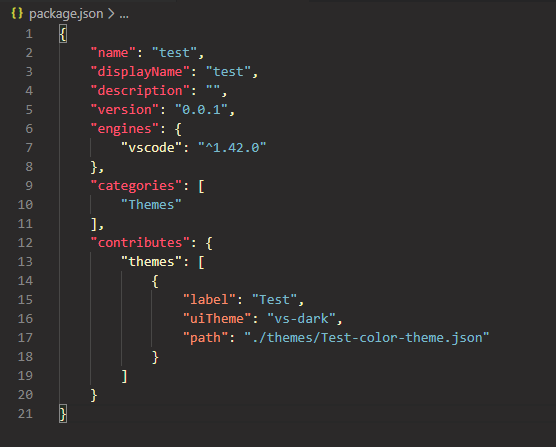 {} package.json > ...
1 {
2     "name": "test",
3     "displayName": "test",
4     "description": "",
5     "version": "0.0.1",
6     "engines": {
7         "vscode": "^1.42.0"
8     },
9     "categories": [
10         "Themes"
11     ],
12     "contributes": {
13         "themes": [
14             {
15                 "label": "Test",
16                 "uiTheme": "vs-dark",
17                 "path": "./themes/Test-color-theme.json"
18             }
19         ]
20     }
21 }